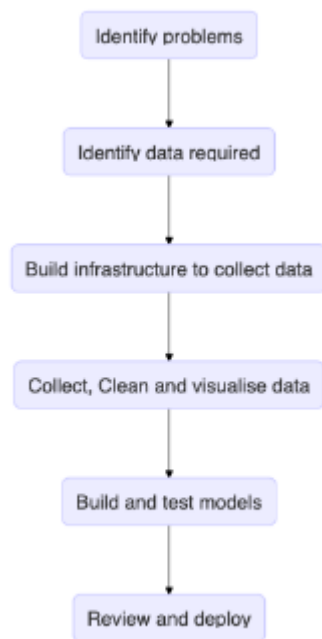 Identify problems
Identify data required
Build infrastructure to collect data
Collect, Clean and visualise data
Build and test models
Review and deploy